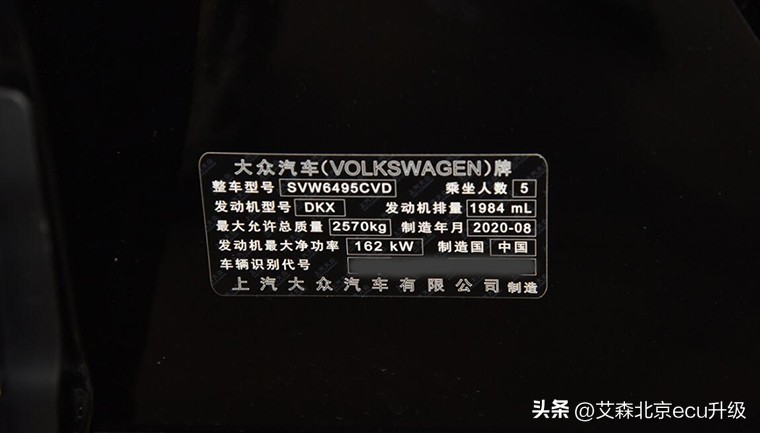 大众汽车(VOLKSWAGEN)牌
整车型号 SVW6495CVD 乘坐人数 5
发动机型号 DKX 发动机排量 1984 mL
最大允许总质量 2570kg 制造年月 2020-08
发动机最大净功率 162 kW 制造国 中国
车辆识别代号
上汽大众汽车有限公司 制造
头条 @艾森北京ecu升级